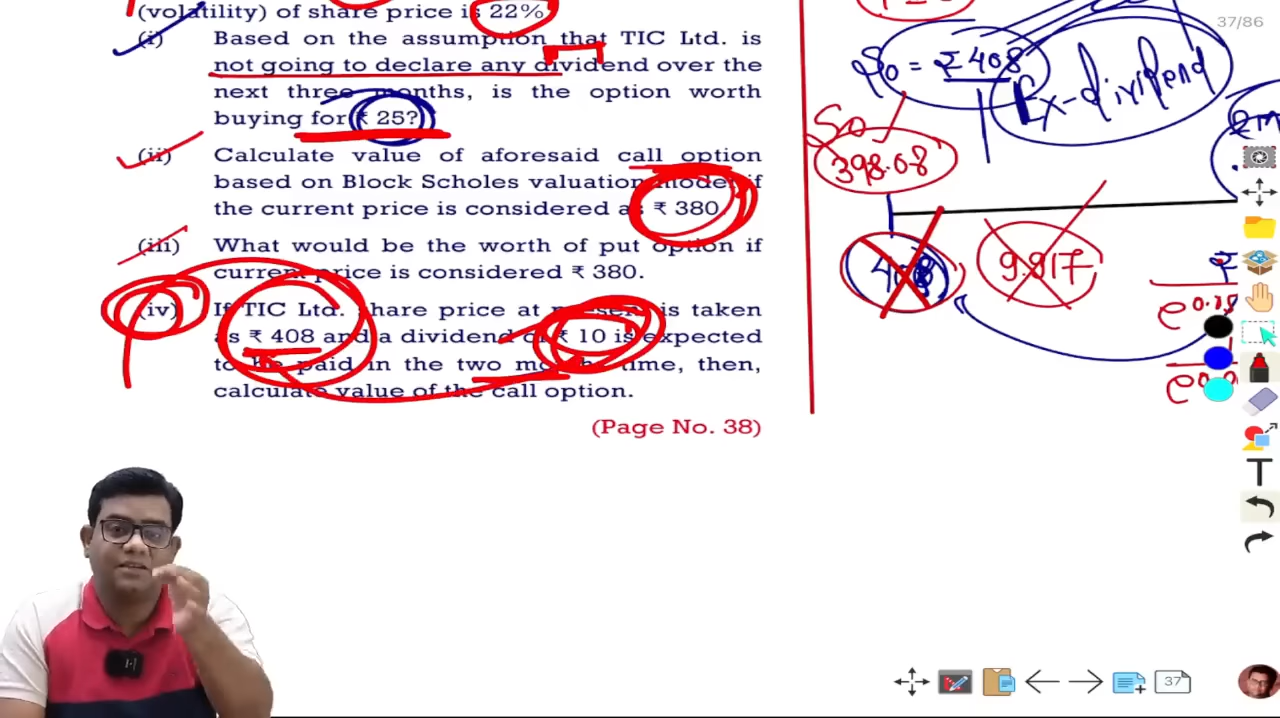 (volatility) of share price is 22%
(i) Based on the assumption that TIC Ltd. is
not going to declare any dividend over the
next three months, is the option worth
buying for ₹ 25?
(ii) Calculate value of aforesaid call option
based on Block Scholes valuation model if
the current price is considered as ₹ 380
(iii) What would be the worth of put option if
current price is considered ₹ 380.
(iv) If TIC Ltd. share price at present is taken
as ₹ 408 and a dividend of ₹ 10 is expected
to be paid in the two months time, then,
calculate value of the call option.
(Page No. 38)
37/86
S0 = ₹408
Ex-dividend
S0
398.08
408
9.917
2m
₹
T
37